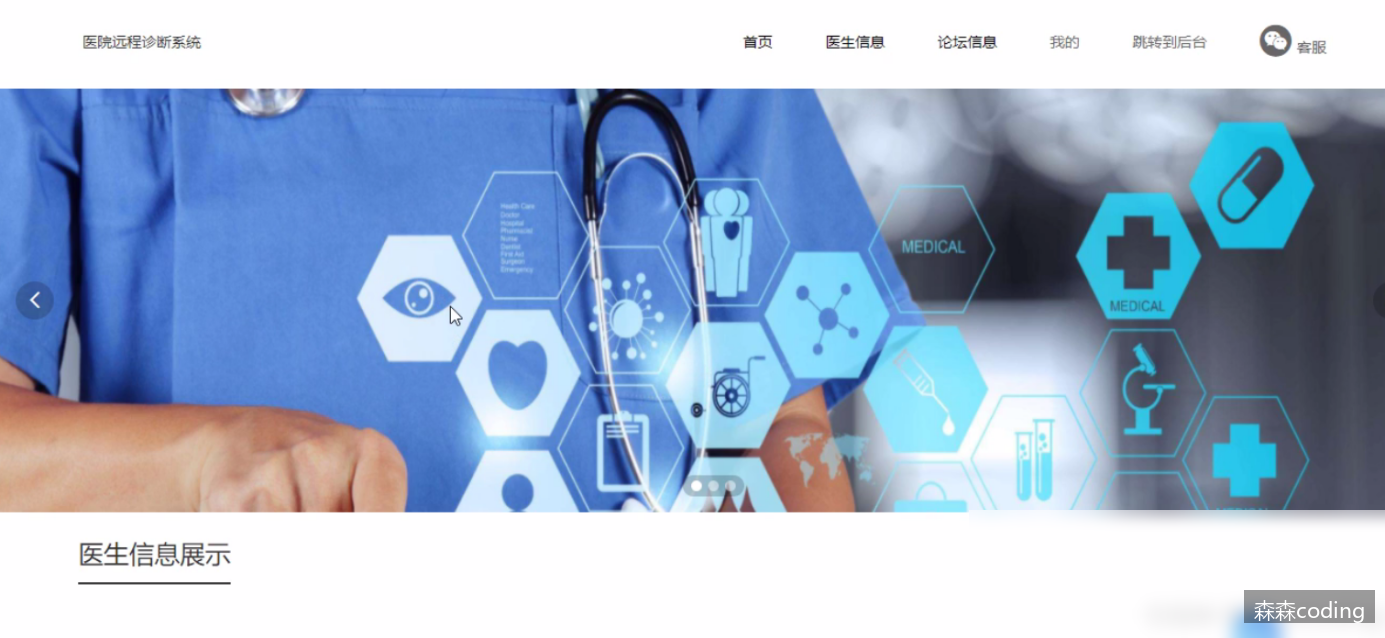 医院远程诊断系统
首页 医生信息 论坛信息 我的 跳转到后台 客服
Health Care
Doctor
Hospital
Pharmacist
Nurse
Dentist
First Aid
Surgeon
Emergency
MEDICAL
MEDICAL
医生信息展示
森森coding